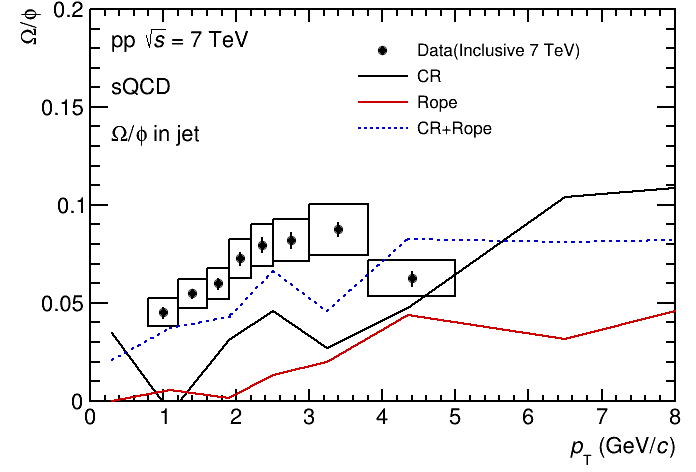 Ω/ϕ
0.2
0.15
0.1
0.05
0
pp √s = 7 TeV
sQCD
Ω/ϕ in jet
Data(Inclusive 7 TeV)
CR
Rope
CR+Rope
0 1 2 3 4 5 6 7 8
p_T (GeV/c)